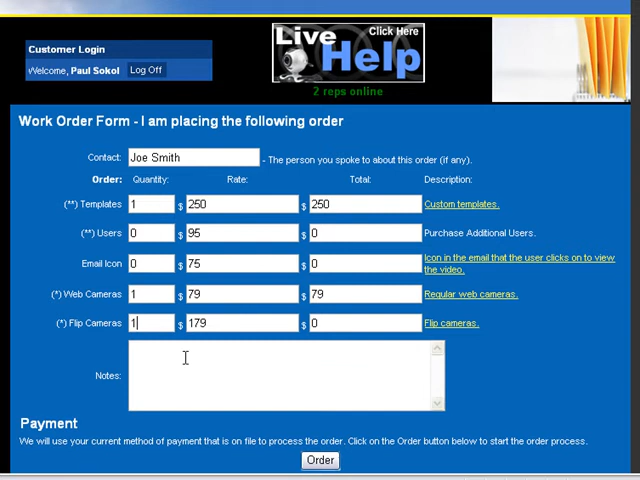 Customer Login
Welcome, Paul Sokol Log Off
Live Click Here
Help
2 reps online
Work Order Form - I am placing the following order
Contact: Joe Smith - The person you spoke to about this order (if any).
Order: Quantity: Rate: Total: Description:
(**) Templates 1 $ 250 $ 250 Custom templates.
(**) Users 0 $ 95 $ 0 Purchase Additional Users.
Email Icon 0 $ 75 $ 0 Icon in the email that the user clicks on to view
the video.
(*) Web Cameras 1 $ 79 $ 79 Regular web cameras.
(*) Flip Cameras 1 $ 179 $ 0 Flip cameras.
Notes:
Payment
We will use your current method of payment that is on file to process the order. Click on the Order button below to start the order process.
Order